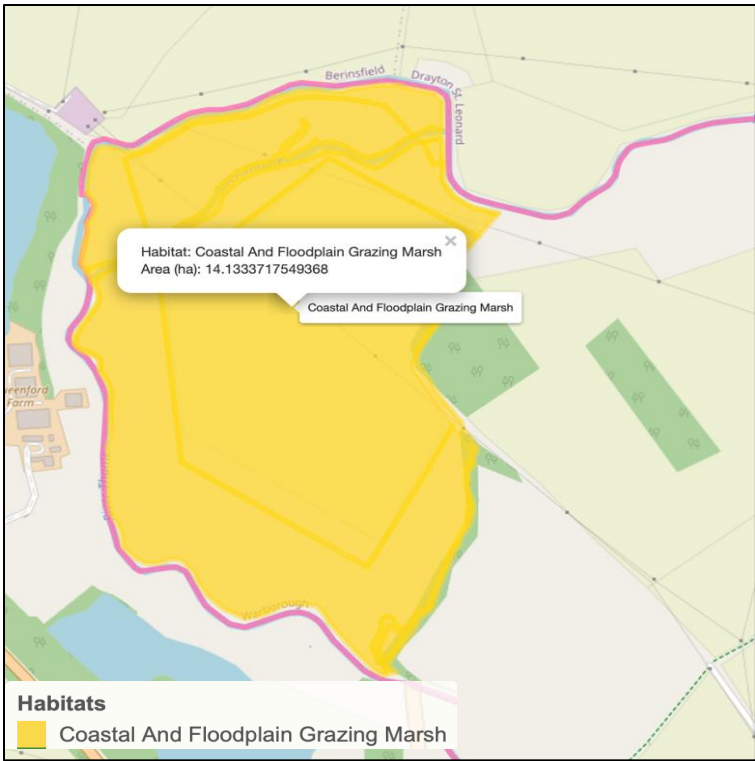 Berinsfield
Drayton St. Leonard
Habitat: Coastal And Floodplain Grazing Marsh
Area (ha): 14.1333717549368
×
Coastal And Floodplain Grazing Marsh
Farm
Warborough
Habitats
Coastal And Floodplain Grazing Marsh